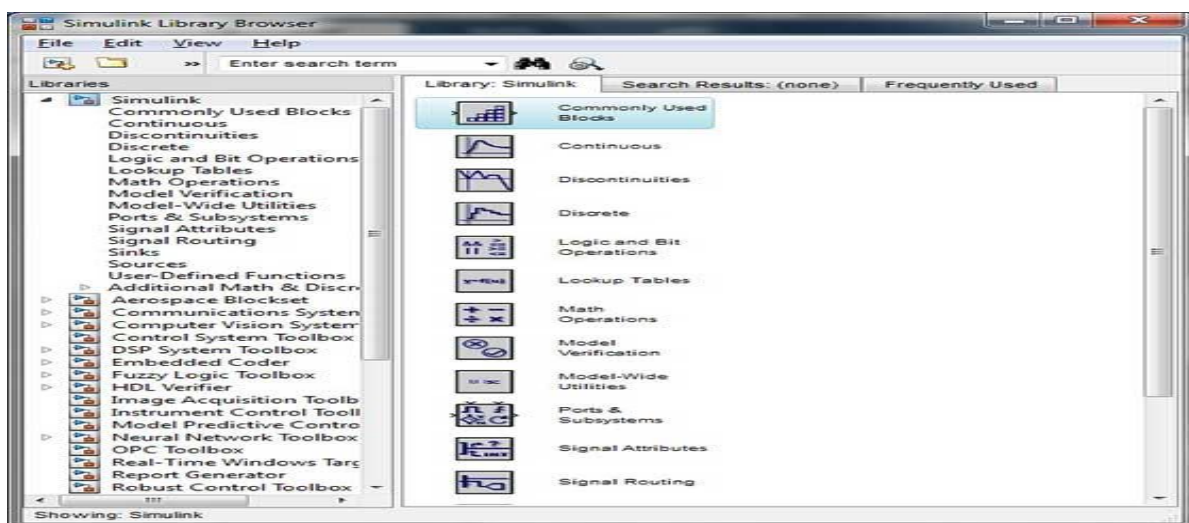 Simulink Library Browser
File Edit View Help
Enter search term
Libraries
Simulink
Commonly Used Blocks
Continuous
Discontinuities
Discrete
Logic and Bit Operations
Lookup Tables
Math Operations
Model Verification
Model-Wide Utilities
Ports & Subsystems
Signal Attributes
Signal Routing
Sinks
Sources
User-Defined Functions
Additional Math & Discr
Aerospace Blockset
Communications System
Computer Vision System
Control System Toolbox
DSP System Toolbox
Embedded Coder
Fuzzy Logic Toolbox
HDL Verifier
Image Acquisition Toolb
Instrument Control Tooll
Model Predictive Contro
Neural Network Toolbox
OPC Toolbox
Real-Time Windows Targ
Report Generator
Robust Control Toolbox
Library: Simulink Search Results: (none) Frequently Used
Commonly Used
Blocks
Continuous
Discontinuities
Discrete
Logic and Bit
Operations
Lookup Tables
Math
Operations
Model
Verification
Model-Wide
Utilities
Ports &
Subsystems
Signal Attributes
Signal Routing
Showing: Simulink